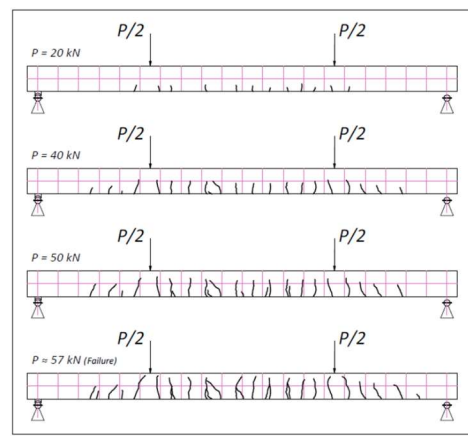 P/2 P/2
P = 20 kN
P/2 P/2
P = 40 kN
P/2 P/2
P = 50 kN
P/2 P/2
P = 57 kN (Failure)